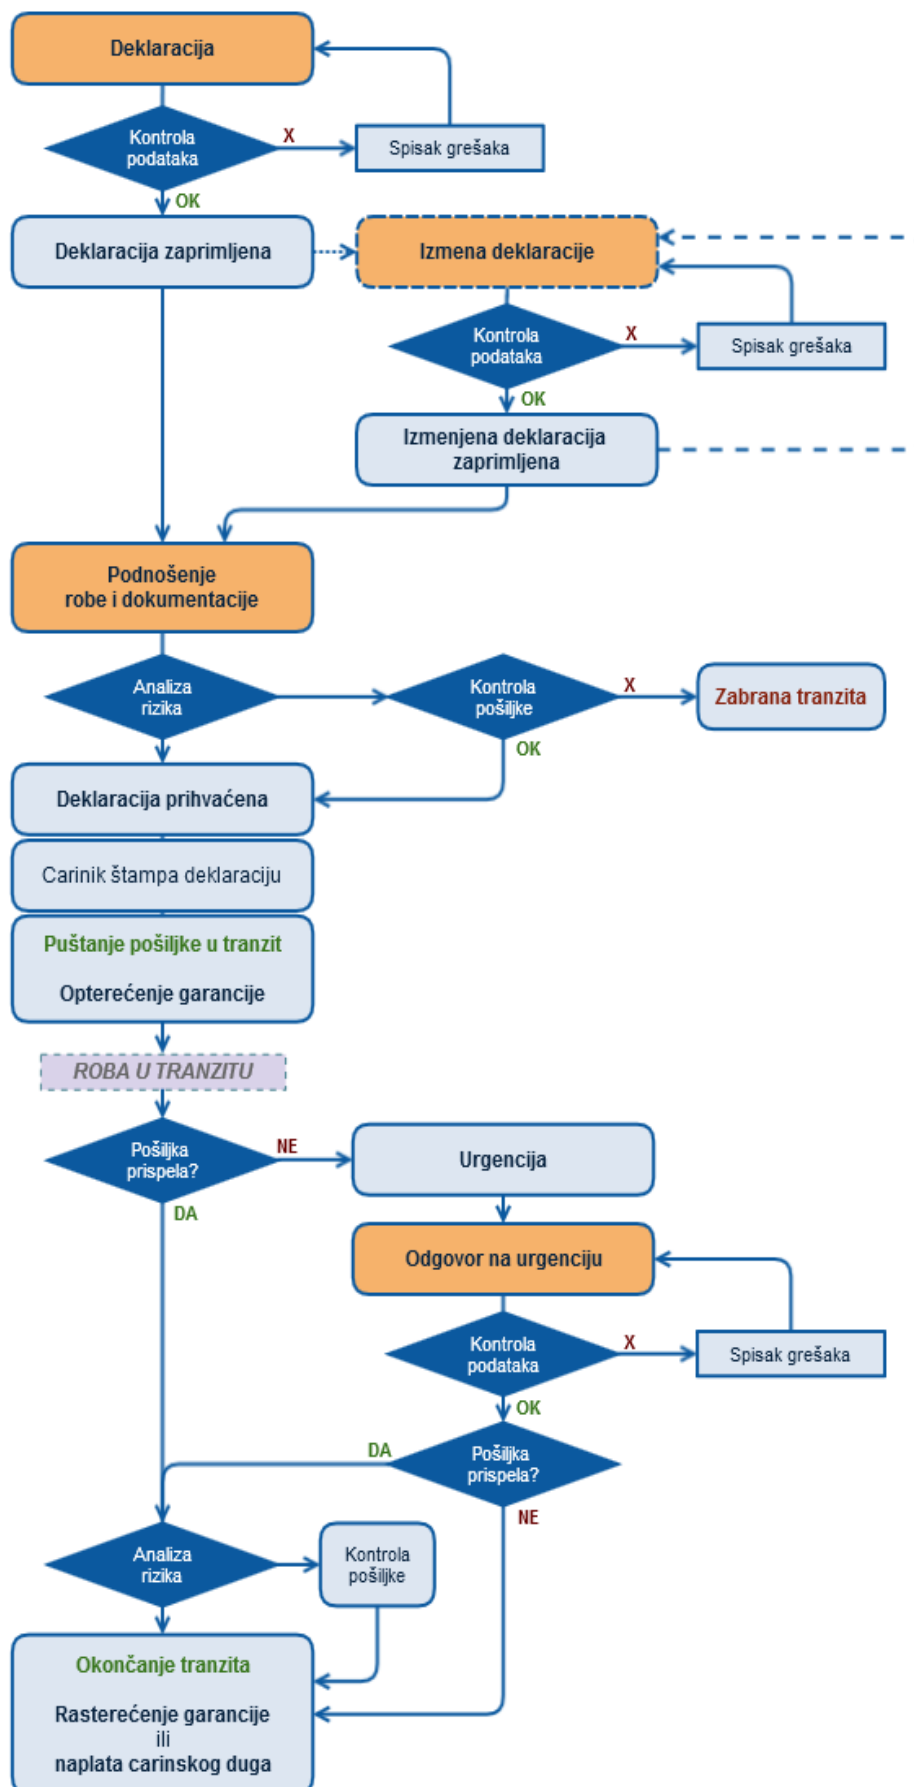 Deklaracija
Kontrola
podataka
X
Spisak grešaka
OK
Deklaracija zaprimljena
Izmena deklaracije
Kontrola
podataka
X
Spisak grešaka
OK
Izmenjena deklaracija
zaprimljena
Podnošenje
robe i dokumentacije
Analiza
rizika
Kontrola
pošiljke
X
Zabrana tranzita
OK
Deklaracija prihvaćena
Carinik štampa deklaraciju
Puštanje pošiljke u tranzit
Opterećenje garancije
ROBA U TRANZITU
Pošiljka
prispela?
NE
Urgencija
DA
Odgovor na urgenciju
Kontrola
podataka
X
Spisak grešaka
OK
DA
Pošiljka
prispela?
NE
Analiza
rizika
Kontrola
pošiljke
Okončanje tranzita
Rasterećenje garancije
ili
naplata carinskog duga